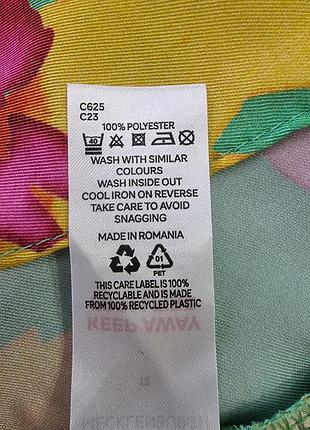 C625
C23
100% POLYESTER
40
WASH WITH SIMILAR
COLOURS
WASH INSIDE OUT
COOL IRON ON REVERSE
TAKE CARE TO AVOID
SNAGGING
MADE IN ROMANIA
01
PET
THIS CARE LABEL IS 100%
RECYCLABLE AND IS MADE
FROM 100% RECYCLED PLASTIC
KEEP AWAY
MECKLENBURGH